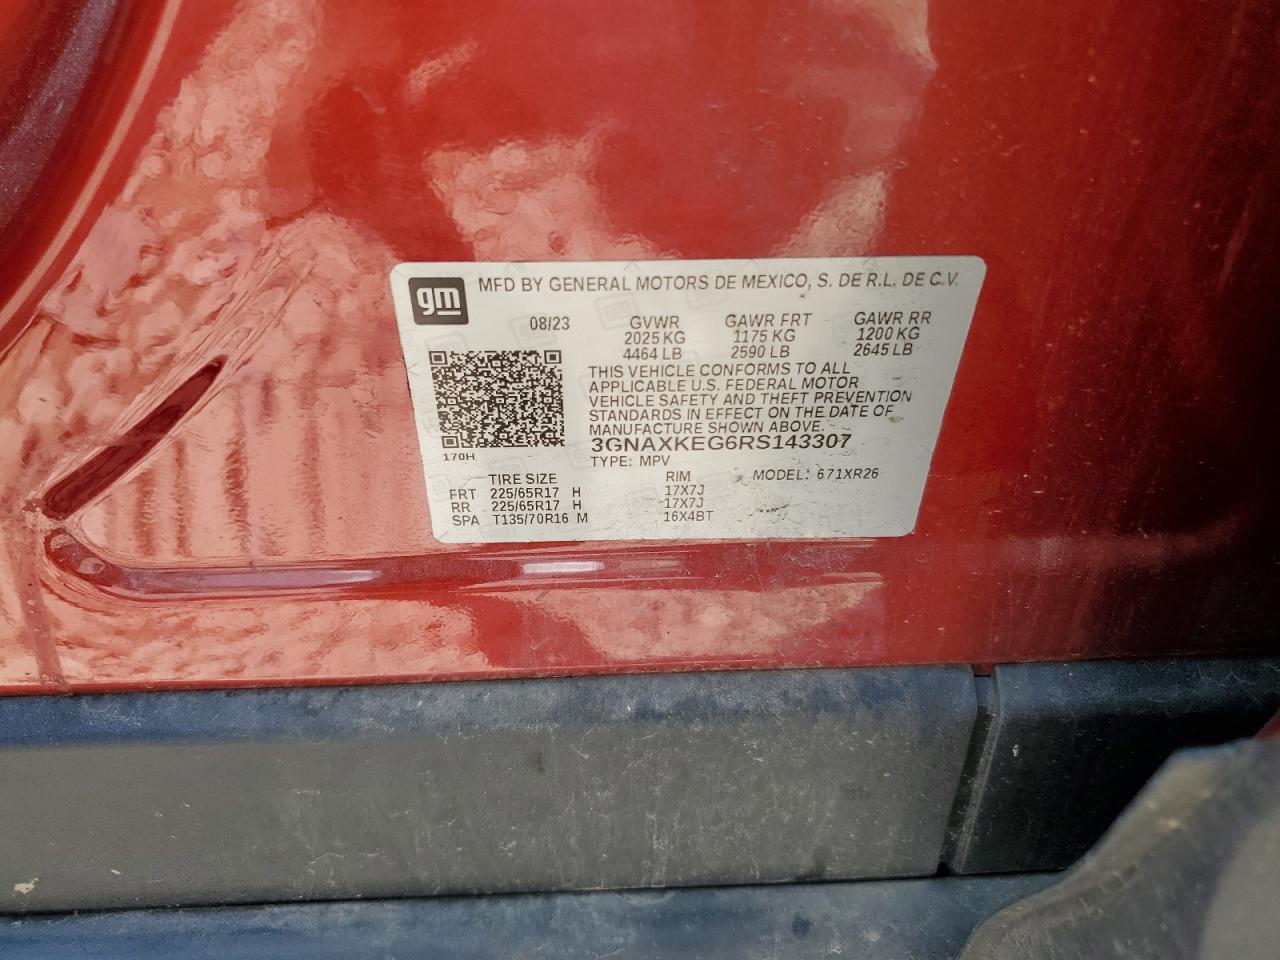 gm MFD BY GENERAL MOTORS DE MEXICO, S. DE R.L. DE C.V.
08/23 GVWR GAWR FRT GAWR RR
2025 KG 1175 KG 1200 KG
4464 LB 2590 LB 2645 LB
THIS VEHICLE CONFORMS TO ALL
APPLICABLE U.S. FEDERAL MOTOR
VEHICLE SAFETY AND THEFT PREVENTION
STANDARDS IN EFFECT ON THE DATE OF
MANUFACTURE SHOWN ABOVE.
3GNAXKEG6RS143307
170H TYPE: MPV
TIRE SIZE RIM MODEL: 671XR26
FRT 225/65R17 H 17X7J
RR 225/65R17 H 17X7J
SPA T135/70R16 M 16X4BT